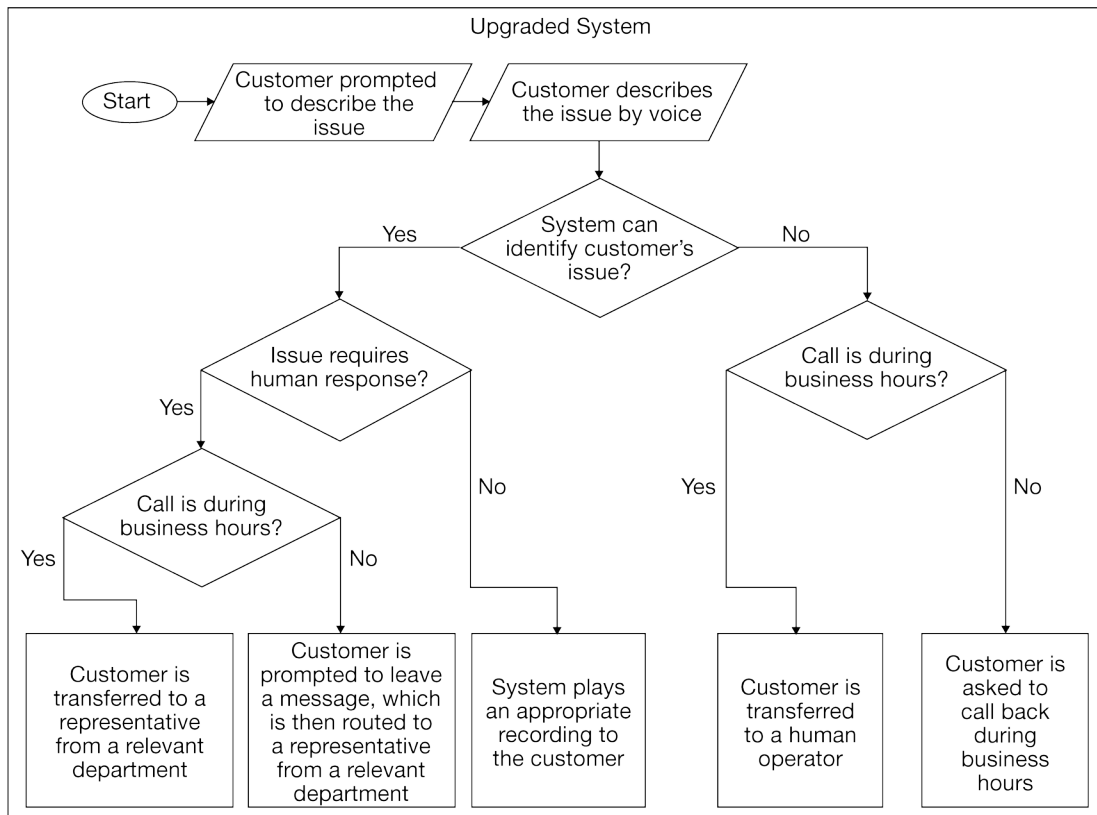 Upgraded System
Start
Customer prompted
to describe the
issue
Customer describes
the issue by voice
System can
identify customer’s
issue?
Yes
No
Issue requires
human response?
Call is during
business hours?
Yes
No
Yes
No
Call is during
business hours?
Yes
No
Customer is
transferred to a
representative
from a relevant
department
Customer is
prompted to leave
a message, which
is then routed to
a representative
from a relevant
department
System plays
an appropriate
recording to
the customer
Customer is
transferred
to a human
operator
Customer is
asked to
call back
during
business
hours